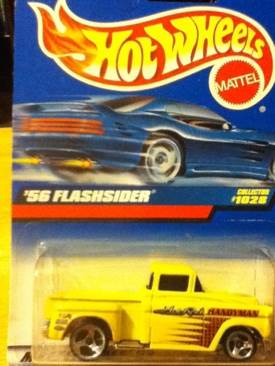 HOT WHEELS
MATTEL
'56 FLASHSIDER
COLLECTOR
#1028
HANDYMAN